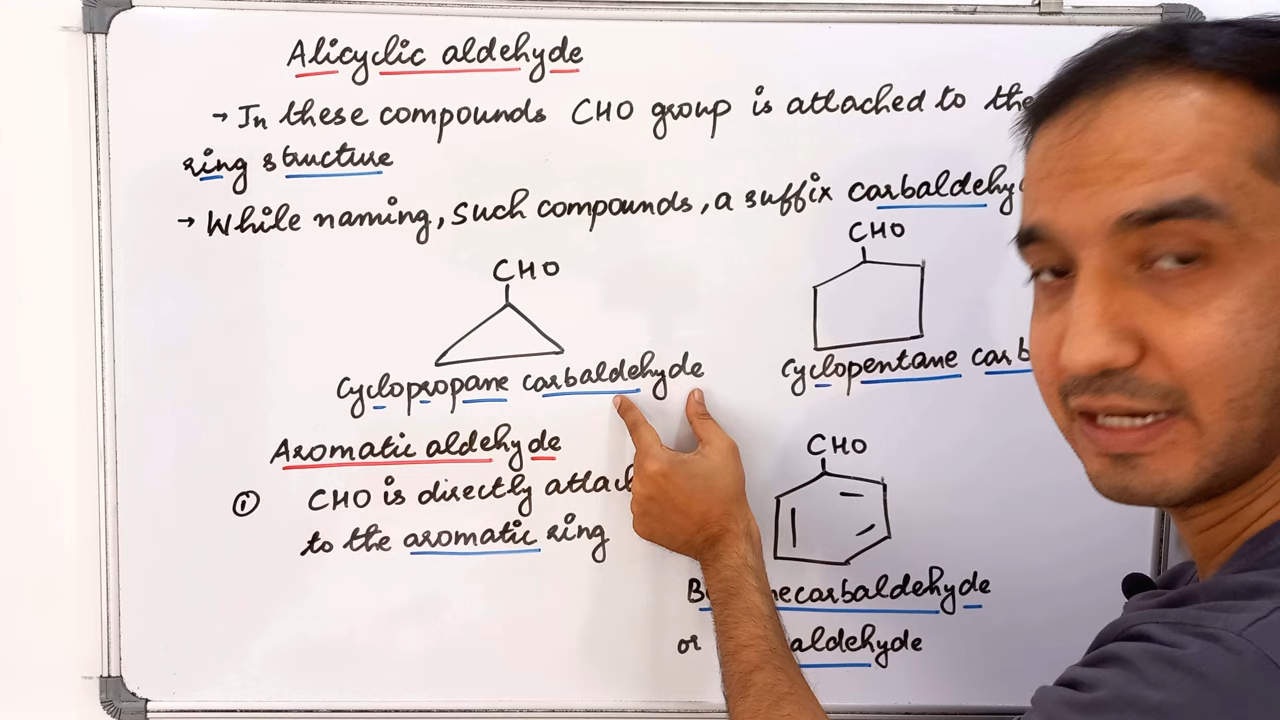 Alicyclic aldehyde
→ In these compounds CHO group is attached to the
ring structure
→ While naming, such compounds, a suffix carbaldehy
CHO
CHO
Cyclopropane carbaldehyde
Cyclopentane carb
Aromatic aldehyde
① CHO is directly attach
to the aromatic ring
CHO
ecarbaldehyde
or aldehyde